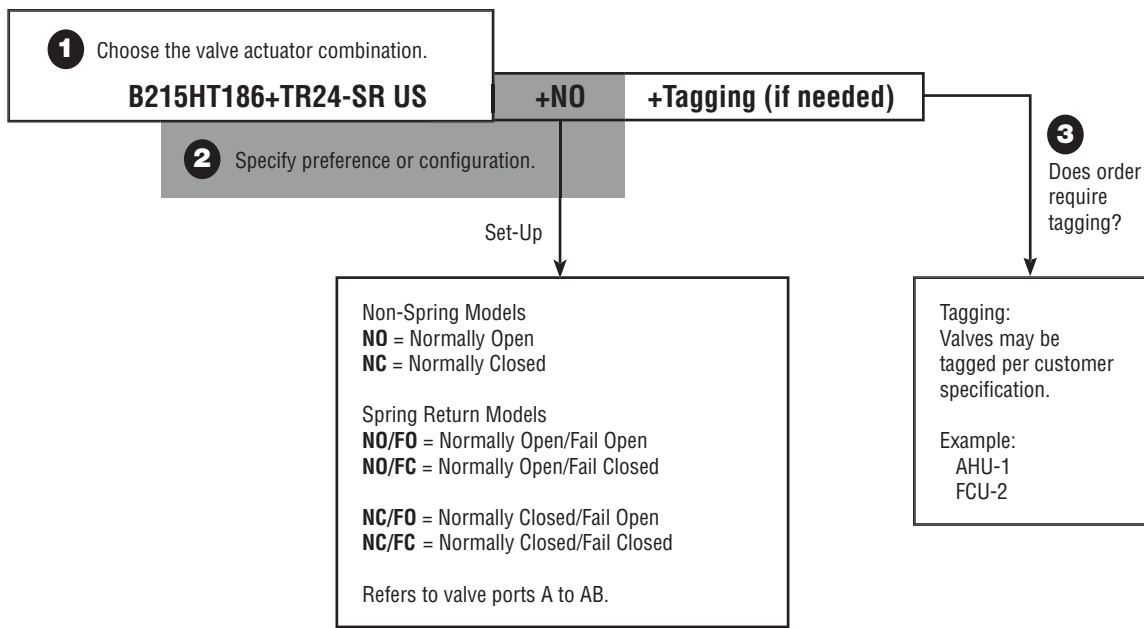 1 Choose the valve actuator combination.
B215HT186+TR24-SR US +NO +Tagging (if needed)
2 Specify preference or configuration.
3
Does order
require
tagging?
Set-Up
Non-Spring Models
NO = Normally Open
NC = Normally Closed
Spring Return Models
NO/FO = Normally Open/Fail Open
NO/FC = Normally Open/Fail Closed
NC/FO = Normally Closed/Fail Open
NC/FC = Normally Closed/Fail Closed
Refers to valve ports A to AB.
Tagging:
Valves may be
tagged per customer
specification.
Example:
AHU-1
FCU-2